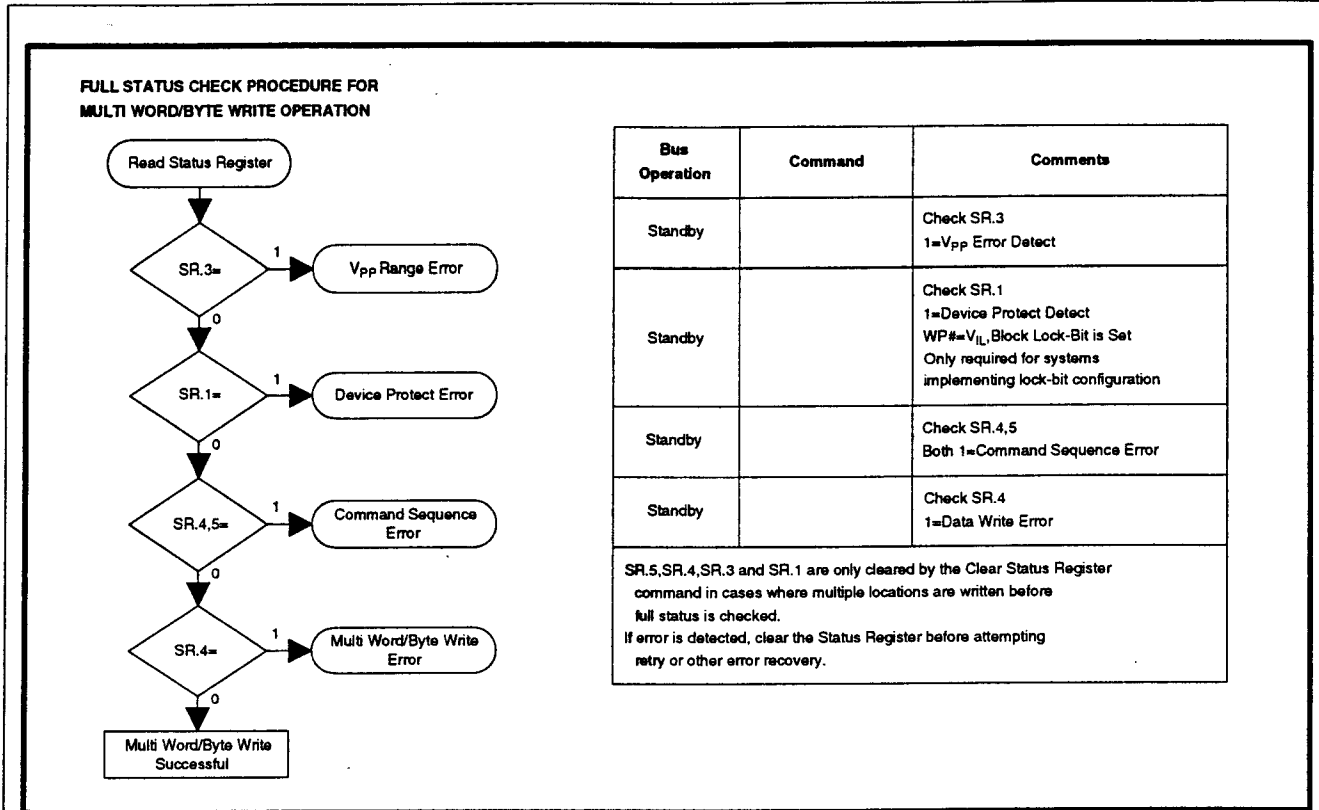 FULL STATUS CHECK PROCEDURE FOR
MULTI WORD/BYTE WRITE OPERATION
Read Status Register
SR.3=
1
VPP Range Error
0
SR.1=
1
Device Protect Error
0
SR.4,5=
1
Command Sequence
Error
0
SR.4=
1
Multi Word/Byte Write
Error
0
Multi Word/Byte Write
Successful
Bus
Operation
Command
Comments
Standby
Check SR.3
1=VPP Error Detect
Standby
Check SR.1
1=Device Protect Detect
WP#=VIL,Block Lock-Bit is Set
Only required for systems
implementing lock-bit configuration
Standby
Check SR.4,5
Both 1=Command Sequence Error
Standby
Check SR.4
1=Data Write Error
SR.5,SR.4,SR.3 and SR.1 are only cleared by the Clear Status Register
command in cases where multiple locations are written before
full status is checked.
If error is detected, clear the Status Register before attempting
retry or other error recovery.